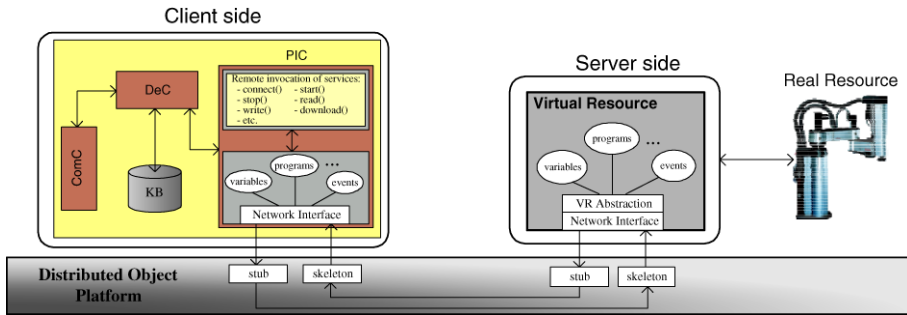 Client side
PIC
Remote invocation of services:
- connect() - start()
- stop() - read()
- write() - download()
- etc.
DeC
ComC
KB
programs
...
variables
events
Network Interface
Server side
Virtual Resource
programs
...
variables
events
VR Abstraction
Network Interface
Real Resource
Distributed Object
Platform
stub
skeleton
stub
skeleton